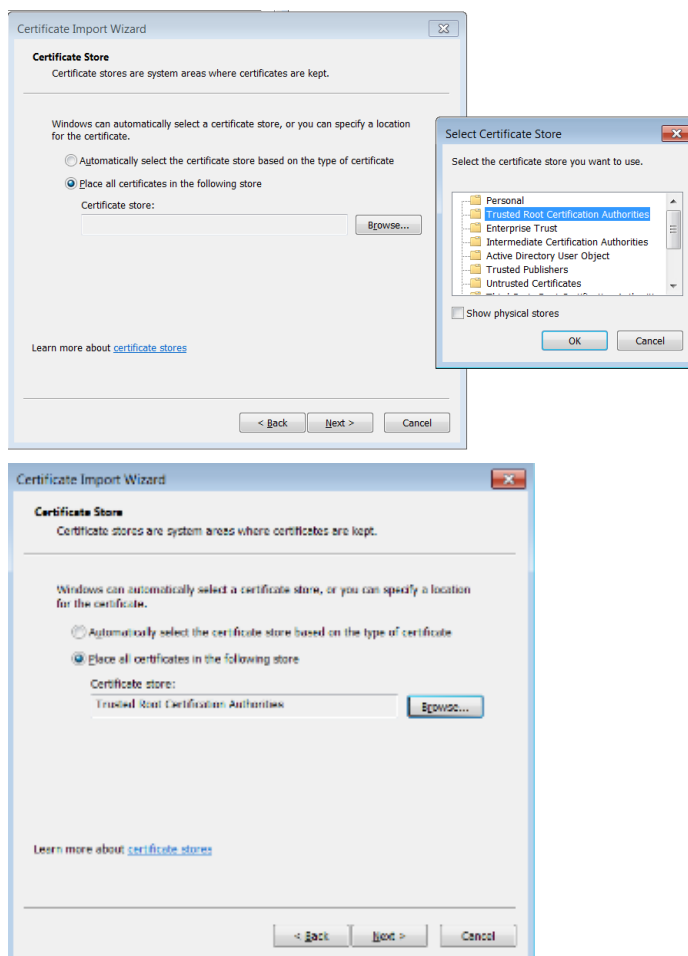 Certificate Import Wizard
Certificate Store
Certificate stores are system areas where certificates are kept.
Windows can automatically select a certificate store, or you can specify a location
for the certificate.
Automatically select the certificate store based on the type of certificate
Place all certificates in the following store
Certificate store:
Browse...
Learn more about certificate stores
< Back
Next >
Cancel
Select Certificate Store
Select the certificate store you want to use.
Personal
Trusted Root Certification Authorities
Enterprise Trust
Intermediate Certification Authorities
Active Directory User Object
Trusted Publishers
Untrusted Certificates
Show physical stores
OK
Cancel
Certificate Import Wizard
Certificate Store
Certificate stores are system areas where certificates are kept.
Windows can automatically select a certificate store, or you can specify a location
for the certificate.
Automatically select the certificate store based on the type of certificate
Place all certificates in the following store
Certificate store:
Trusted Root Certification Authorities
Browse...
Learn more about certificate stores
< Back
Next >
Cancel